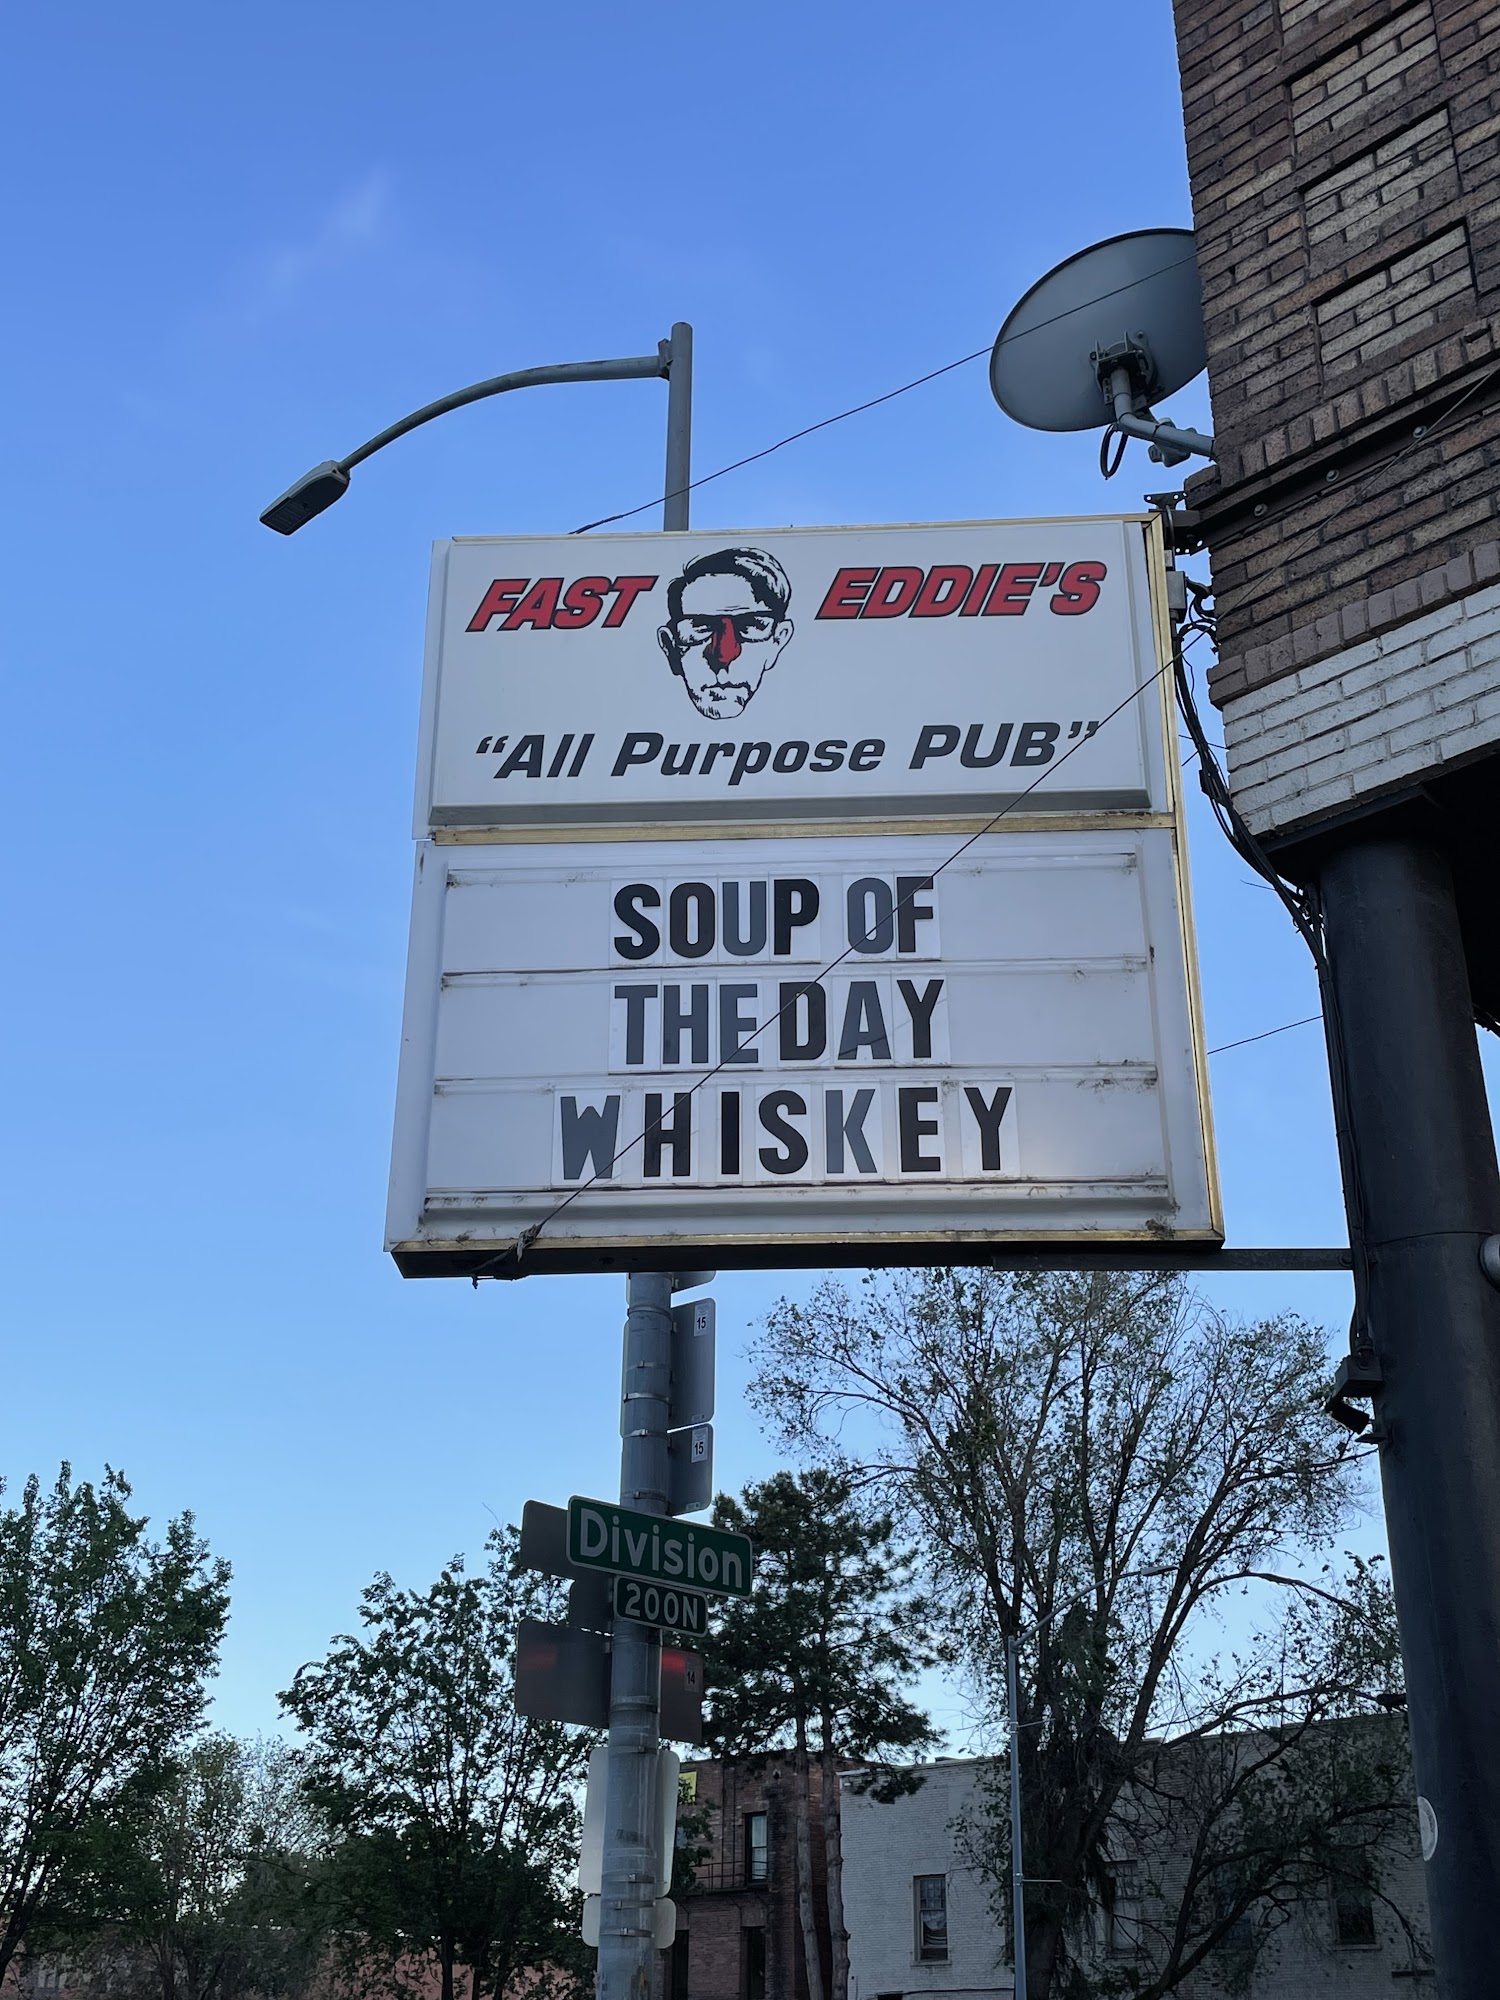 FAST EDDIE'S
“All Purpose PUB”
SOUP OF
THE DAY
WHISKEY
15
15
Division
200N
14